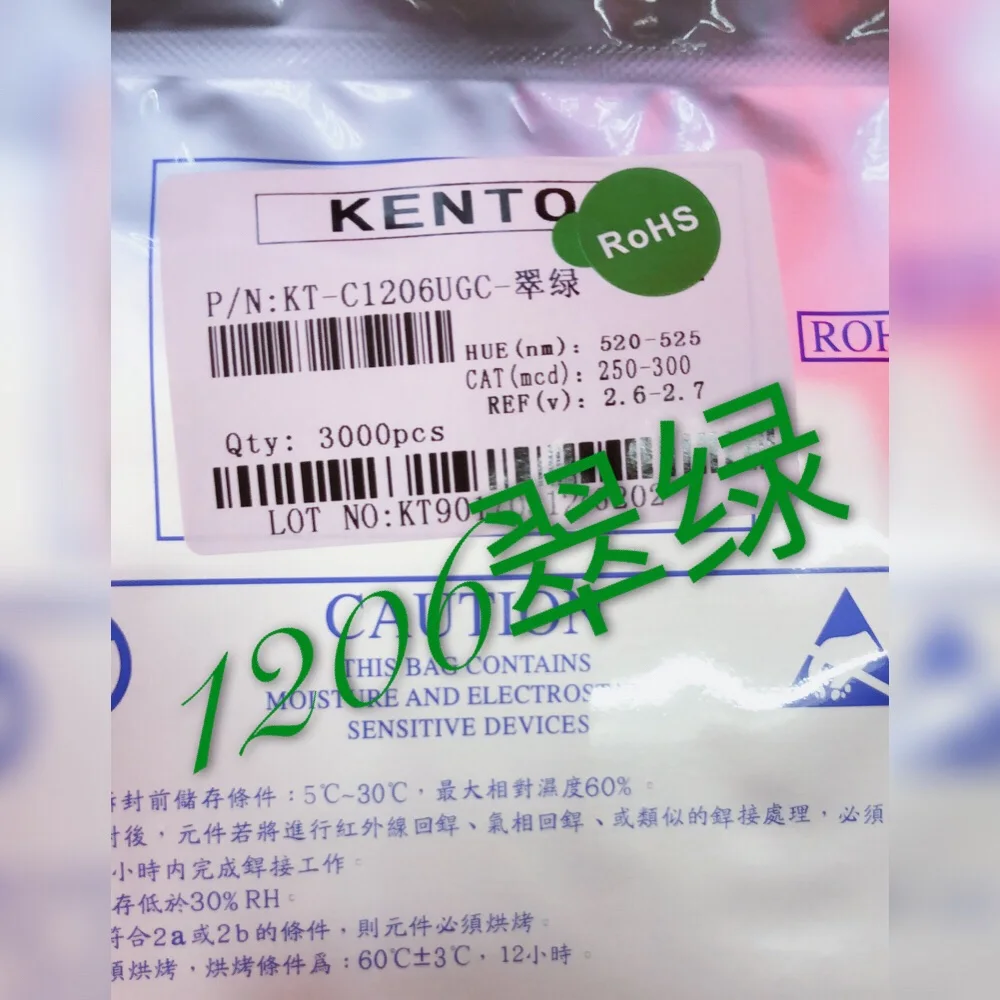 KENTO
RoHS
P/N:KT-C1206UGC-翠绿
HUE(nm): 520-525
CAT(mcd): 250-300
REF(v): 2.6-2.7
Qty: 3000pcs
LOT NO:KT901
ROH
1206翠绿
CAUTION
THIS BAG CONTAINS
MOISTURE AND ELECTROST
SENSITIVE DEVICES
封前儲存條件：5℃~30℃，最大相對濕度60%。
後，元件若將進行紅外線回銲、氣相回銲、或類似的銲接處理，必須
小時内完成銲接工作。
存低於30% RH。
符合2a或2b的條件，則元件必須烘烤。
須烘烤，烘烤條件爲：60℃±3℃，12小時。